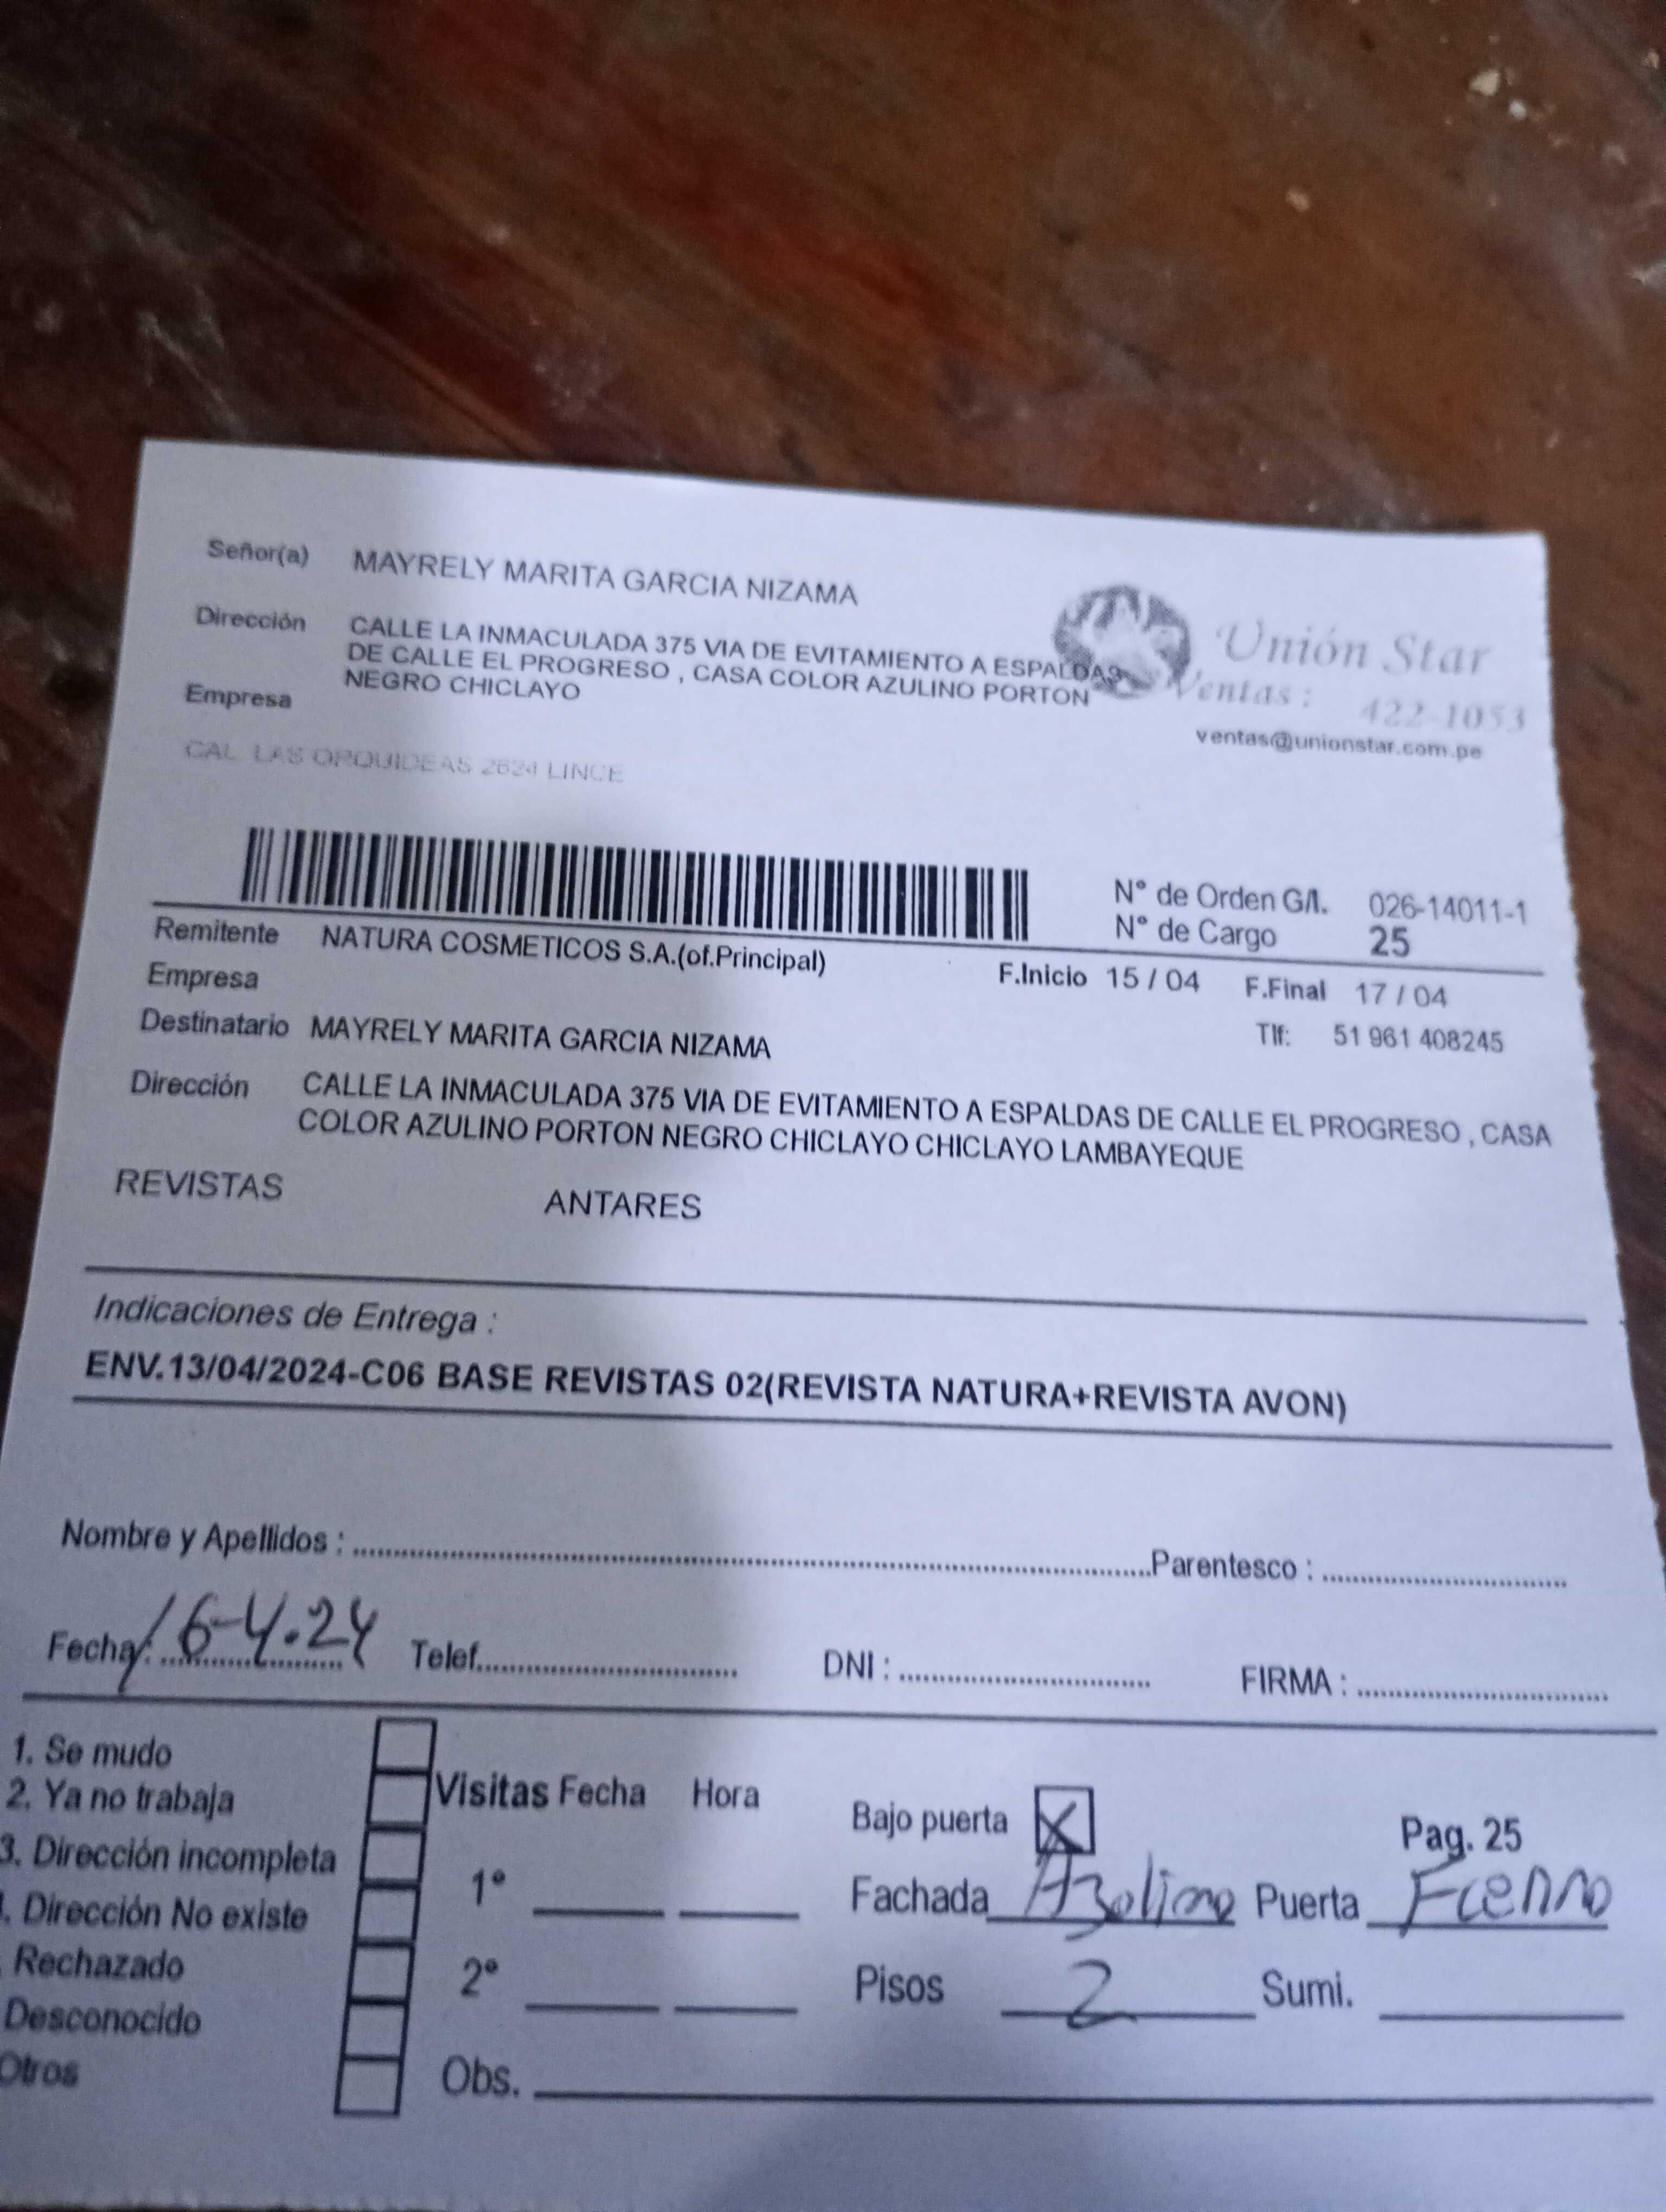 Señor(a) MAYRELY MARITA GARCIA NIZAMA
Dirección CALLE LA INMACULADA 375 VIA DE EVITAMIENTO A ESPALDAS
DE CALLE EL PROGRESO , CASA COLOR AZULINO PORTON
NEGRO CHICLAYO
Empresa
Unión Star
Ventas : 422-1053
ventas@unionstar.com.pe
CAL. LAS ORQUIDEAS 2624 LINCE
N° de Orden G/I. 026-14011-1
N° de Cargo 25
Remitente NATURA COSMETICOS S.A.(of.Principal)
F.Inicio 15 / 04 F.Final 17 / 04
Empresa
Destinatario MAYRELY MARITA GARCIA NIZAMA
Tlf: 51 961 408245
Dirección CALLE LA INMACULADA 375 VIA DE EVITAMIENTO A ESPALDAS DE CALLE EL PROGRESO , CASA
COLOR AZULINO PORTON NEGRO CHICLAYO CHICLAYO LAMBAYEQUE
REVISTAS ANTARES
Indicaciones de Entrega :
ENV.13/04/2024-C06 BASE REVISTAS 02(REVISTA NATURA+REVISTA AVON)
Nombre y Apellidos : Parentesco :
Fecha: 16-4.24 Telef. DNI : FIRMA :
1. Se mudo
2. Ya no trabaja
3. Dirección incompleta
. Dirección No existe
Rechazado
Desconocido
Otros
Visitas Fecha Hora
1°
2°
Obs.
Bajo puerta X Pag. 25
Fachada Azolino Puerta Fierro
Pisos 2 Sumi.